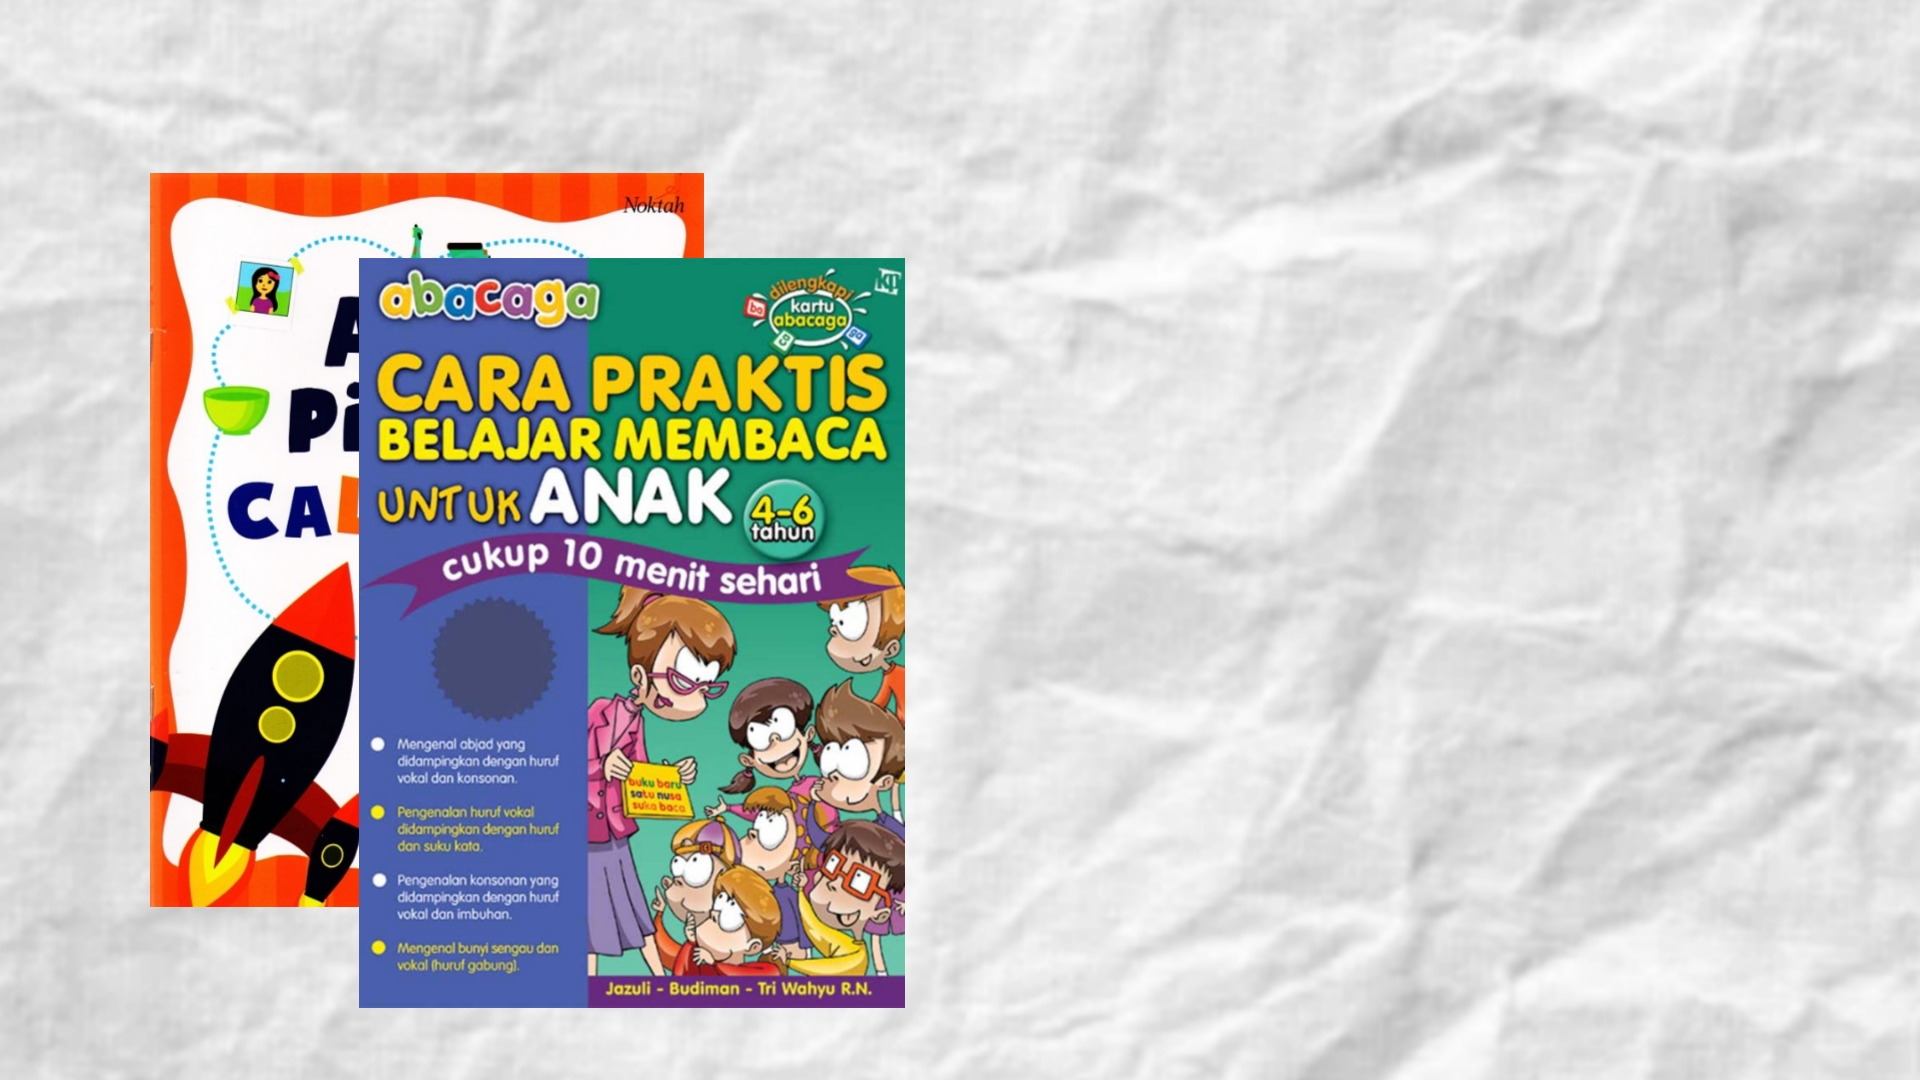 Noktah
abacaga
dilengkapi
kartu
abacaga
ba
ga
CARA PRAKTIS
BELAJAR MEMBACA
UNTUK ANAK
4-6
tahun
cukup 10 menit sehari
Mengenal abjad yang
didampingkan dengan huruf
vokal dan konsonan.
Pengenalan huruf vokal
didampingkan dengan huruf
dan suku kata.
Pengenalan konsonan yang
didampingkan dengan huruf
vokal dan imbuhan.
Mengenal bunyi sengau dan
vokal (huruf gabung).
buku baru
satu nusa
suka baca
Jazuli - Budiman - Tri Wahyu R.N.